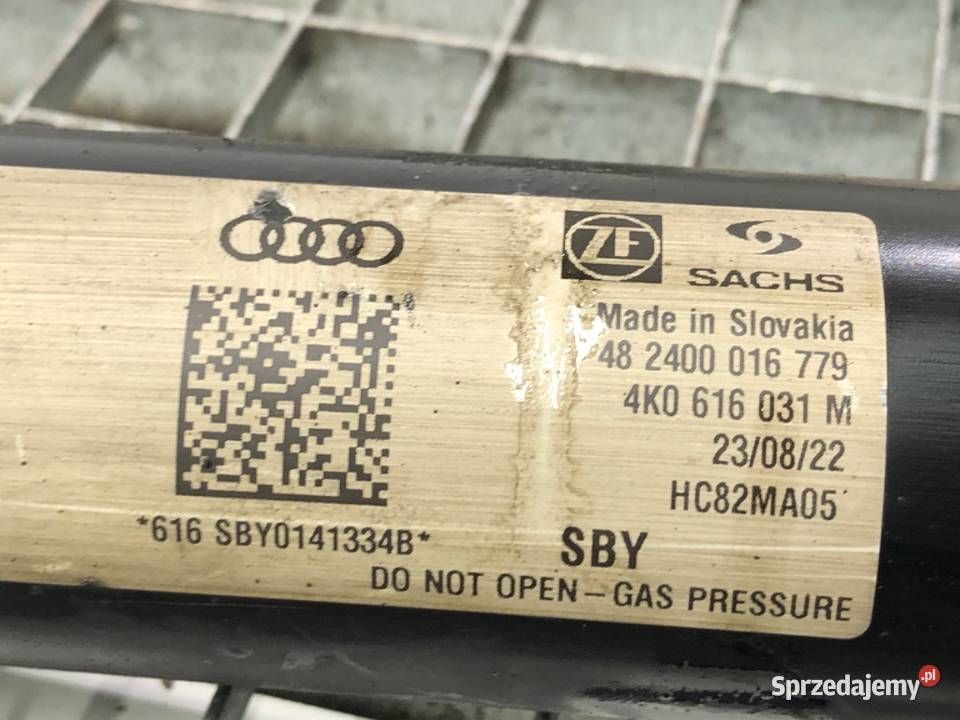 ZF
SACHS
Made in Slovakia
48 2400 016 779
4K0 616 031 M
23/08/22
HC82MA05
*616 SBY0141334B*
SBY
DO NOT OPEN – GAS PRESSURE
Sprzedajemy.pl